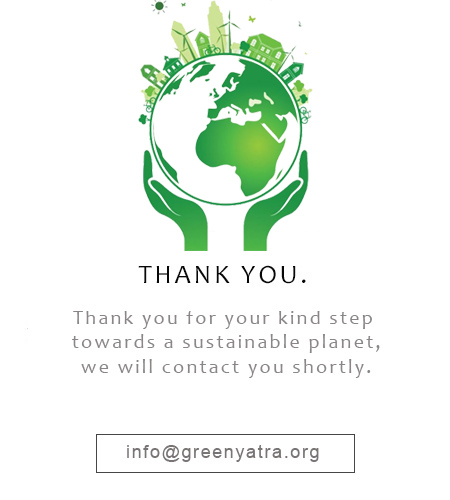 THANK YOU.
Thank you for your kind step
towards a sustainable planet,
we will contact you shortly.
info@greenyatra.org